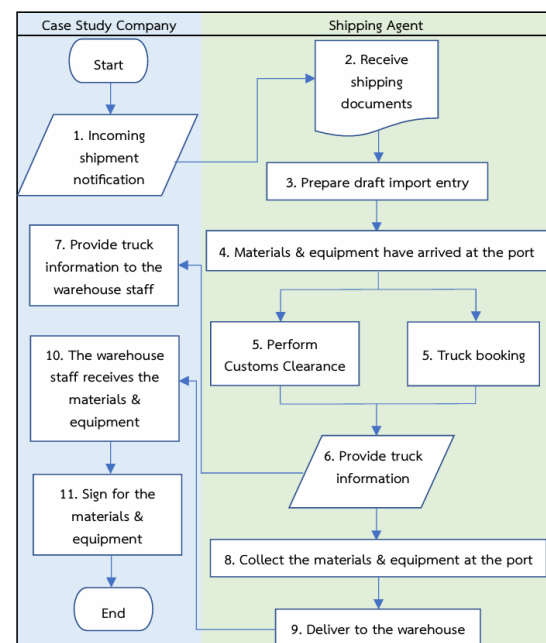 Case Study Company
Shipping Agent
Start
1. Incoming
shipment
notification
2. Receive
shipping
documents
3. Prepare draft import entry
4. Materials & equipment have arrived at the port
7. Provide truck
information to the
warehouse staff
5. Perform
Customs Clearance
5. Truck booking
10. The warehouse
staff receives the
materials &
equipment
6. Provide truck
information
11. Sign for the
materials &
equipment
8. Collect the materials & equipment at the port
End
9. Deliver to the warehouse